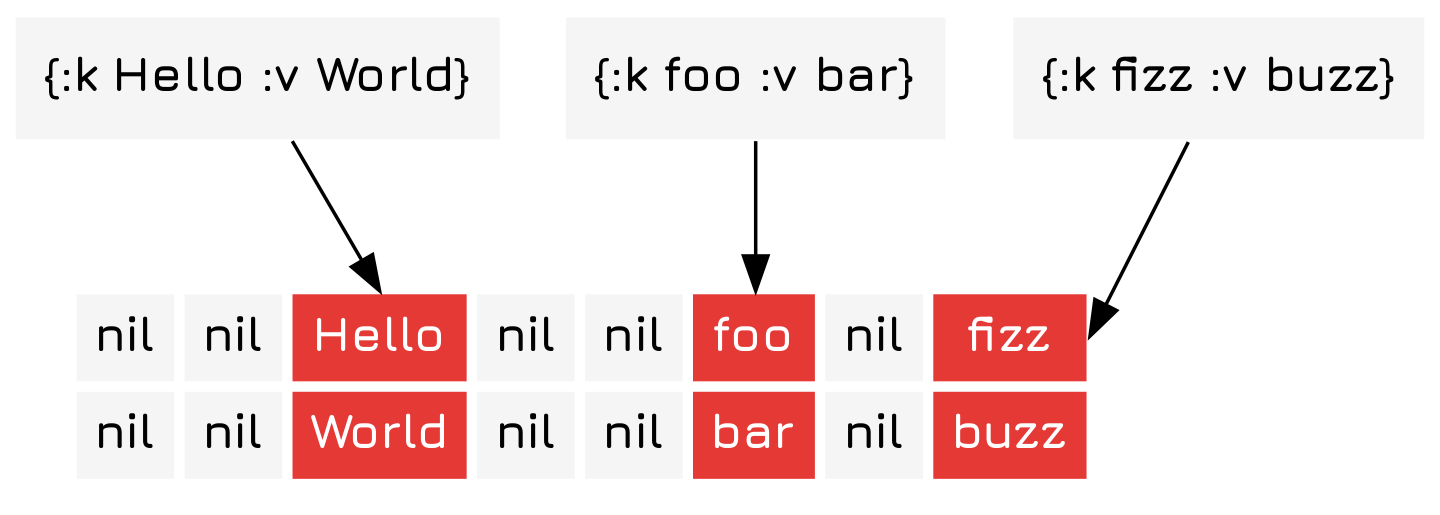 {:k Hello :v World} {:k foo :v bar} {:k fizz :v buzz}
nil nil Hello nil nil foo nil fizz
nil nil World nil nil bar nil buzz